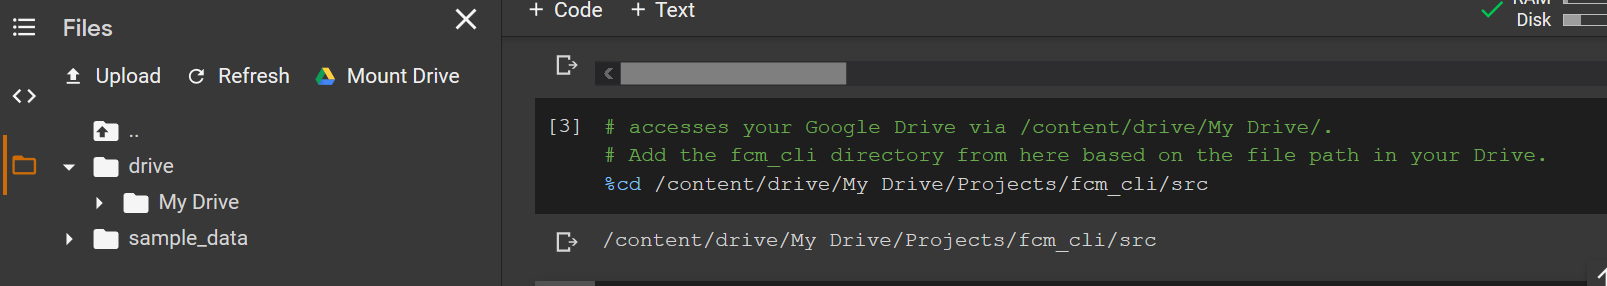 Files
Upload Refresh Mount Drive
..
drive
My Drive
sample_data
+ Code + Text
RAM
Disk
[3] # accesses your Google Drive via /content/drive/My Drive/.
# Add the fcm_cli directory from here based on the file path in your Drive.
%cd /content/drive/My Drive/Projects/fcm_cli/src
/content/drive/My Drive/Projects/fcm_cli/src